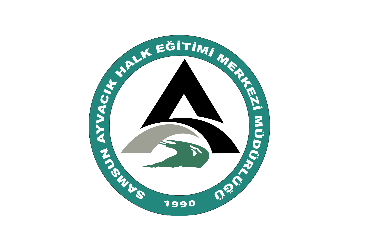 SAMSUN AYVACIK HALK EĞİTİMİ MERKEZİ MÜDÜRLÜĞÜ
1990